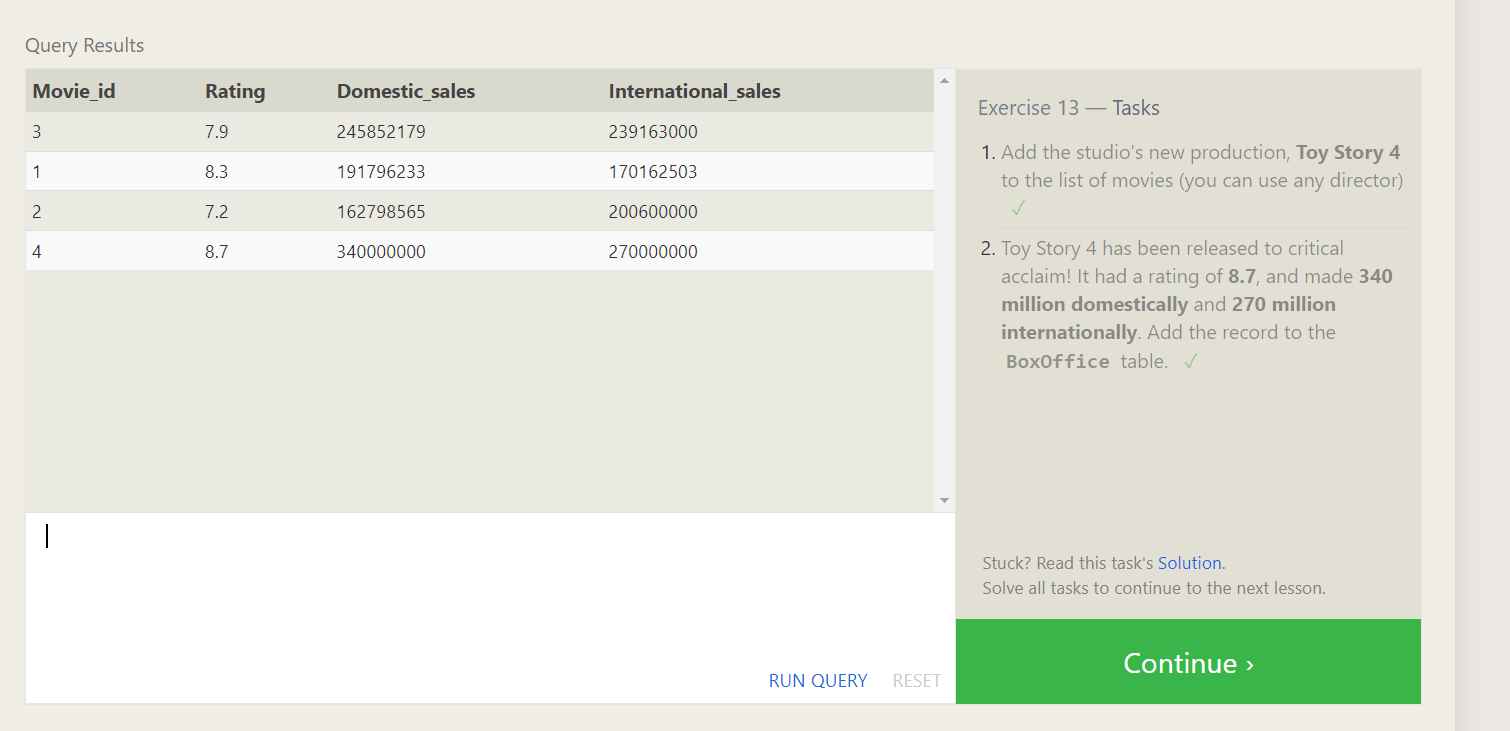 Query Results
Movie_id Rating Domestic_sales International_sales
3 7.9 245852179 239163000
1 8.3 191796233 170162503
2 7.2 162798565 200600000
4 8.7 340000000 270000000
RUN QUERY RESET
Exercise 13 — Tasks
1. Add the studio's new production, Toy Story 4
to the list of movies (you can use any director)
✓
2. Toy Story 4 has been released to critical
acclaim! It had a rating of 8.7, and made 340
million domestically and 270 million
internationally. Add the record to the
BoxOffice table. ✓
Stuck? Read this task's Solution.
Solve all tasks to continue to the next lesson.
Continue ›